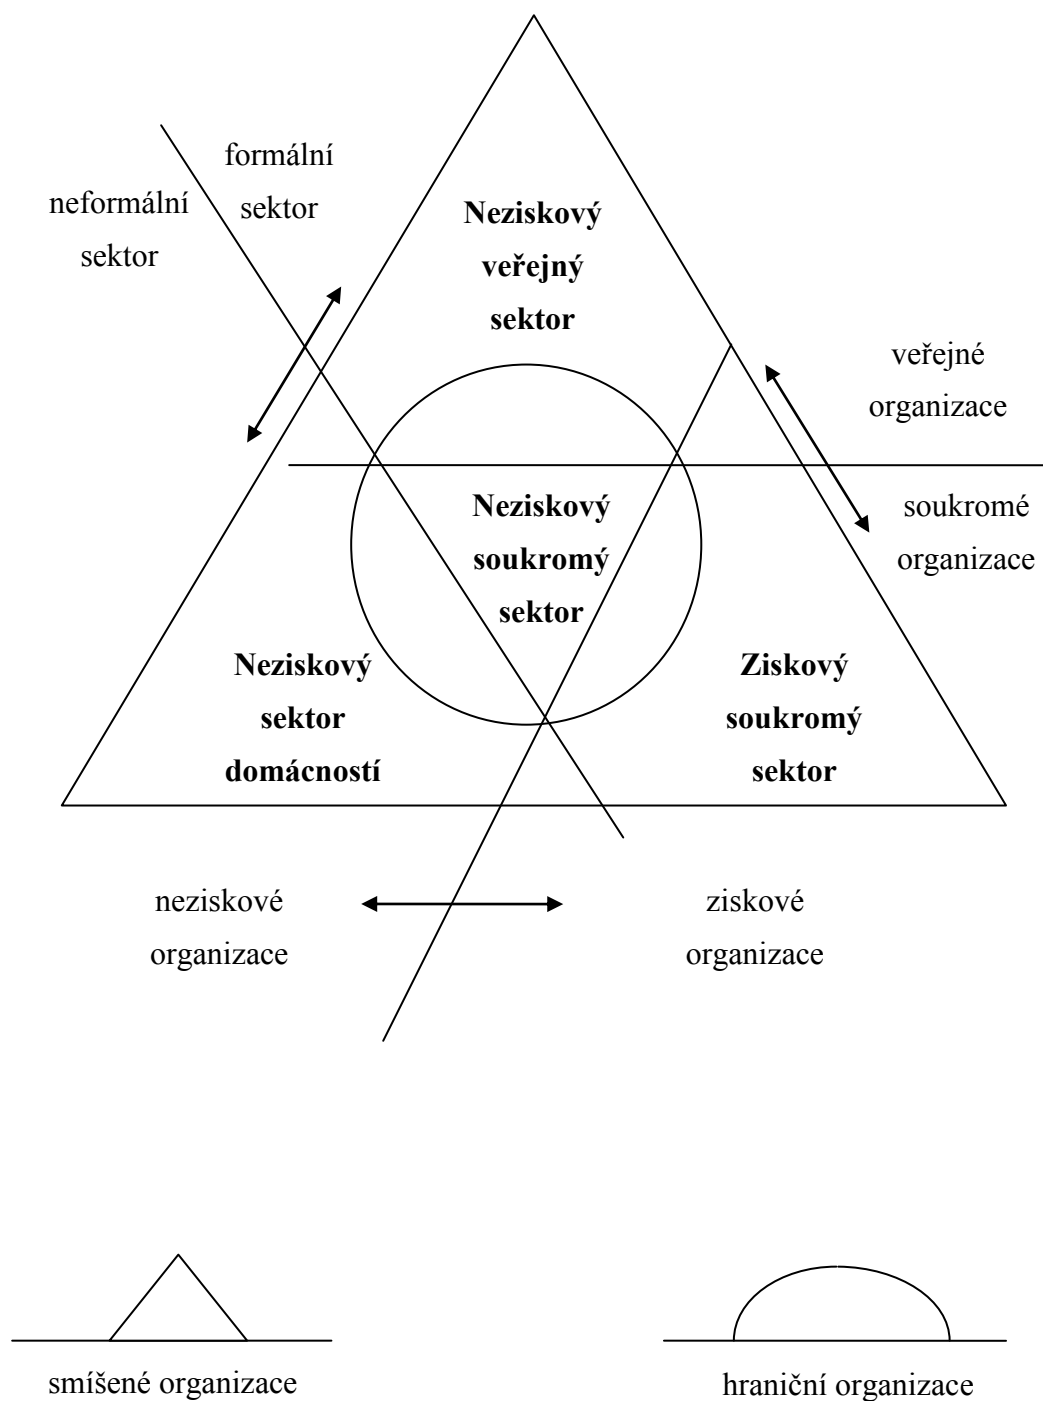 formální
sektor
neformální
sektor
Neziskový
veřejný
sektor
veřejné
organizace
soukromé
organizace
Neziskový
soukromý
sektor
Neziskový
sektor
domácností
Ziskový
soukromý
sektor
neziskové
organizace
ziskové
organizace
smíšené organizace
hraniční organizace